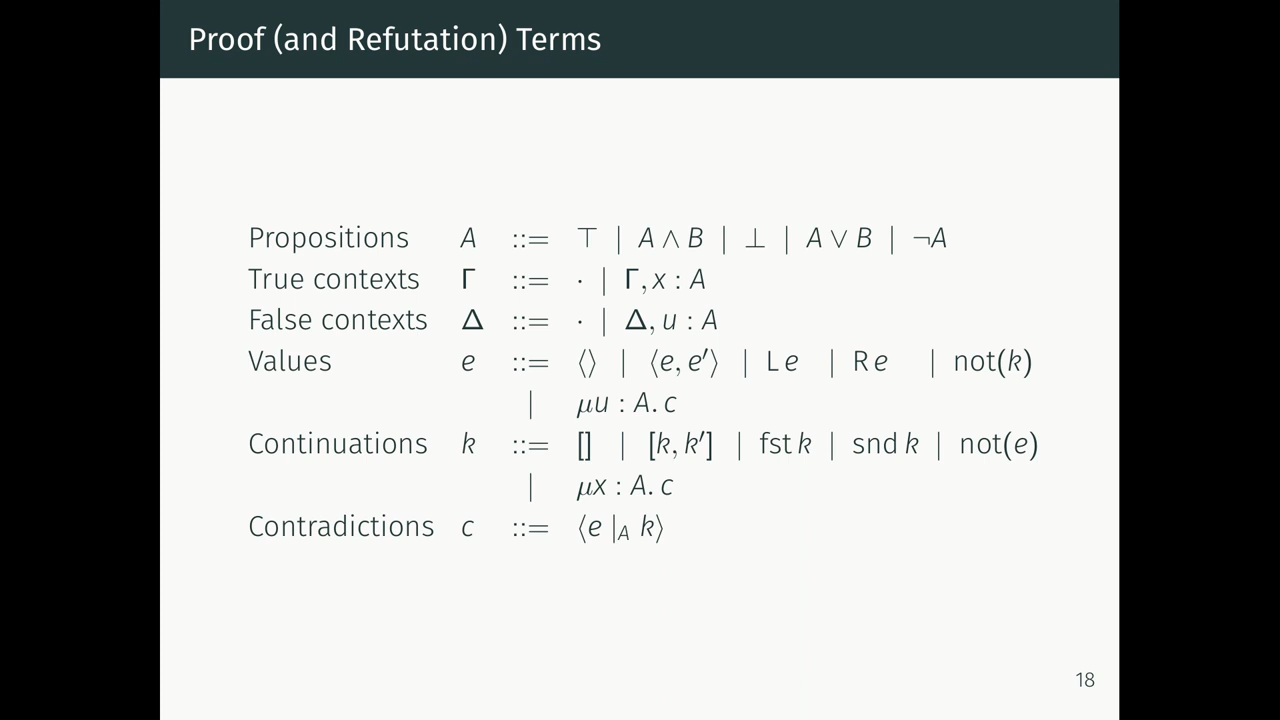 Proof (and Refutation) Terms
Propositions A ::= ⊤ | A ∧ B | ⊥ | A ∨ B | ¬A
True contexts Γ ::= · | Γ, x : A
False contexts Δ ::= · | Δ, u : A
Values e ::= ⟨⟩ | ⟨e, e′⟩ | L e | R e | not(k)
| μu : A. c
Continuations k ::= [] | [k, k′] | fst k | snd k | not(e)
| μx : A. c
Contradictions c ::= ⟨e |_A k⟩
18